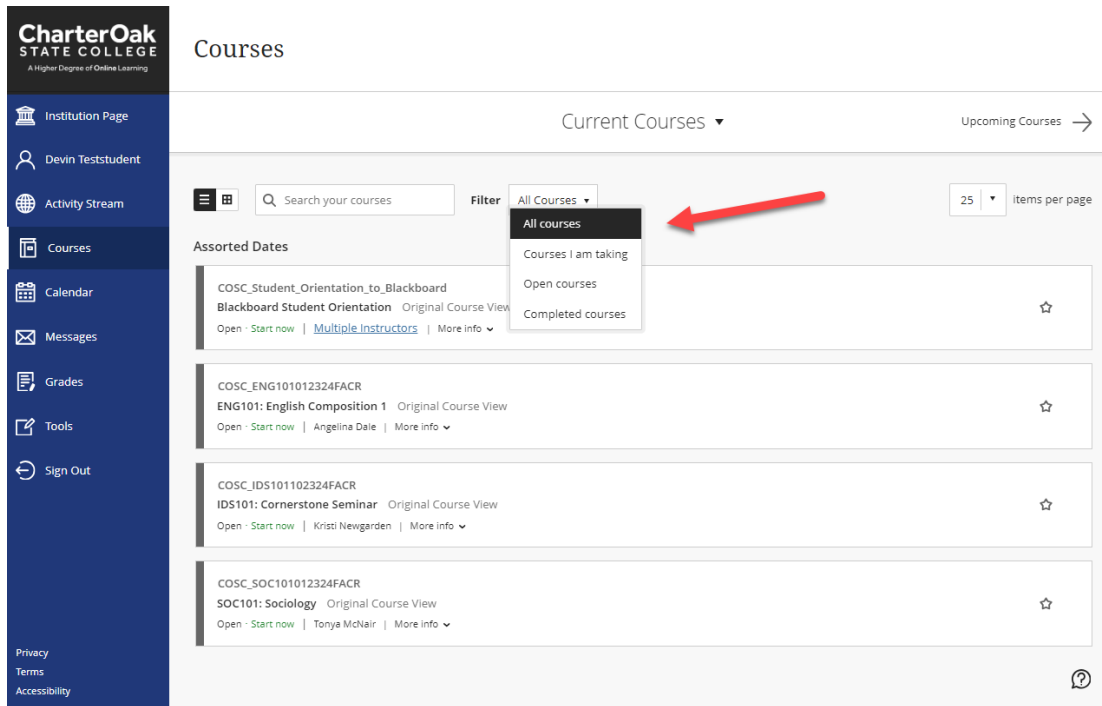 CharterOak
STATE COLLEGE
A Higher Degree of Online Learning
Institution Page
Devin Teststudent
Activity Stream
Courses
Calendar
Messages
Grades
Tools
Sign Out
Privacy
Terms
Accessibility
Courses
Current Courses
Upcoming Courses
Search your courses
Filter
All Courses
25 items per page
All courses
Courses I am taking
Open courses
Completed courses
Assorted Dates
COSC_Student_Orientation_to_Blackboard
Blackboard Student Orientation Original Course View
Open · Start now | Multiple Instructors | More info
COSC_ENG101012324FACR
ENG101: English Composition 1 Original Course View
Open · Start now | Angelina Dale | More info
COSC_IDS101102324FACR
IDS101: Cornerstone Seminar Original Course View
Open · Start now | Kristi Newgarden | More info
COSC_SOC101012324FACR
SOC101: Sociology Original Course View
Open · Start now | Tonya McNair | More info